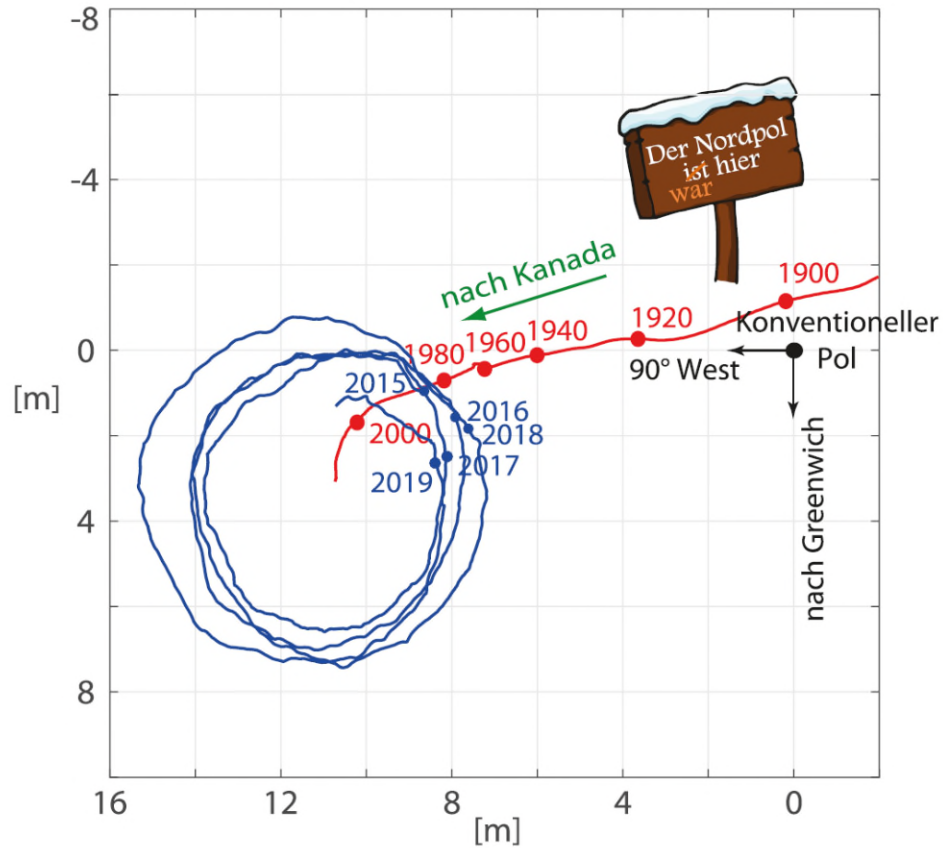 -8
-4
0
4
8
[m]
16
12
8
4
0
[m]
Der Nordpol
ist hier
war
nach Kanada
1900
1920
1940
1960
1980
2000
Konventioneller
Pol
90° West
nach Greenwich
2015
2016
2018
2017
2019